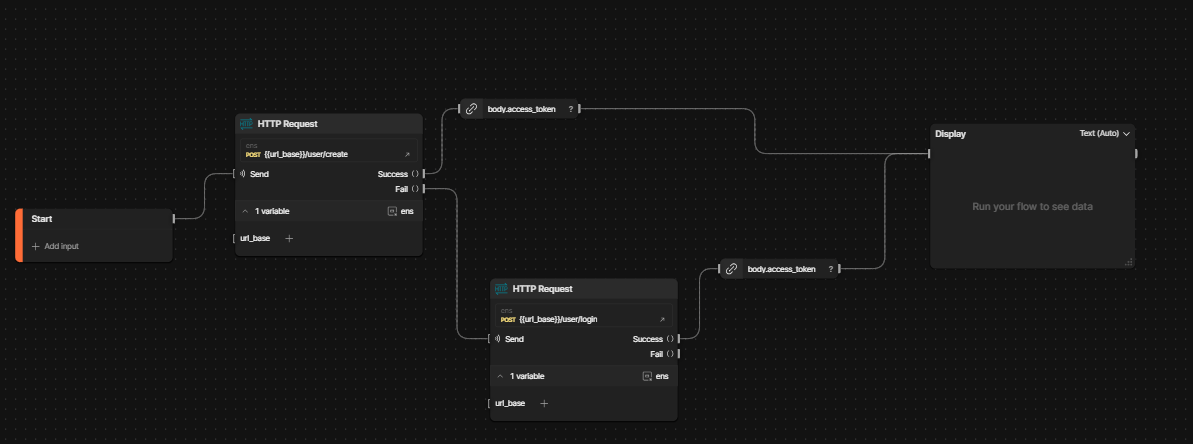 body.access_token ?
HTTP
HTTP Request
Display
Text (Auto)
ens
POST {{url_base}}/user/create
Send
Success ()
Fail ()
Start
1 variable
ens
Run your flow to see data
Add input
url_base
body.access_token ?
HTTP
HTTP Request
ens
POST {{url_base}}/user/login
Send
Success ()
Fail ()
1 variable
ens
url_base